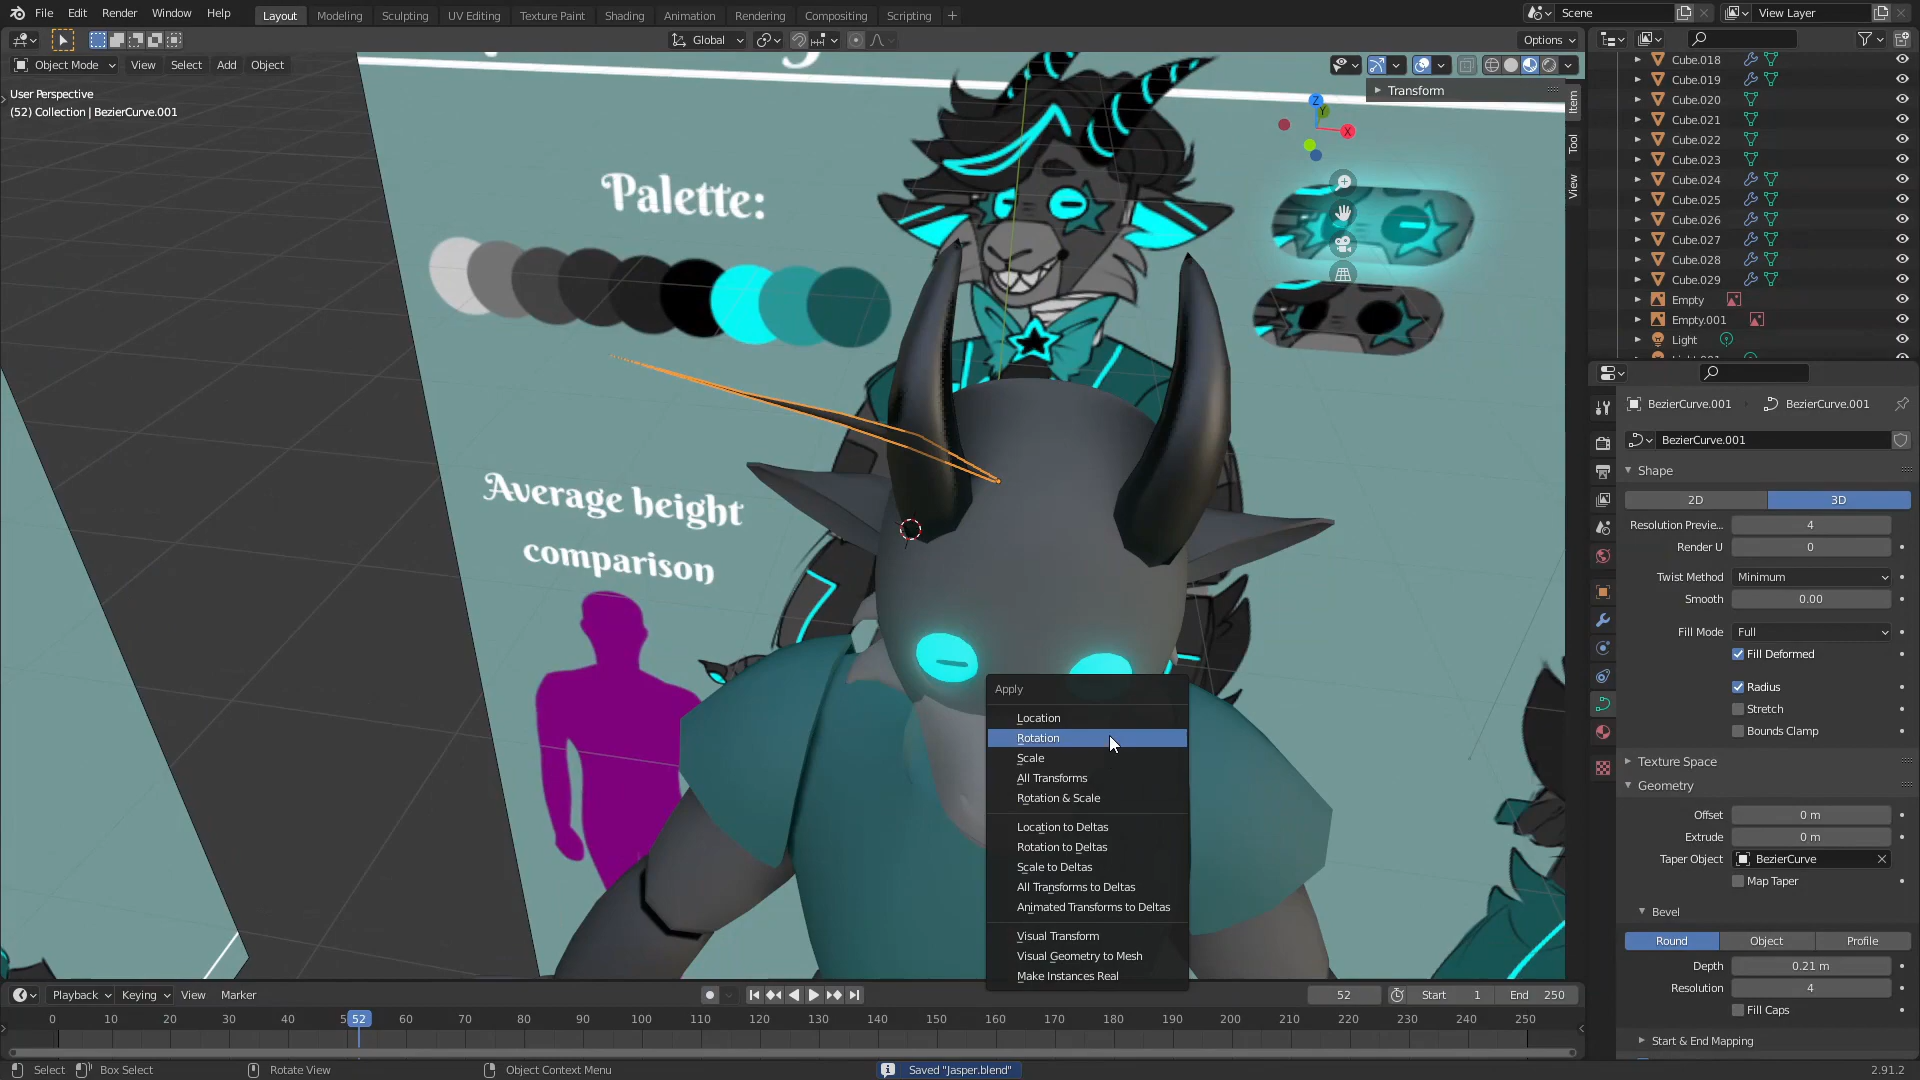 File Edit Render Window Help
Layout Modeling Sculpting UV Editing Texture Paint Shading Animation Rendering Compositing Scripting +
Scene
View Layer
Global
Options
Object Mode View Select Add Object
User Perspective
(52) Collection | BezierCurve.001
Transform
Item
Tool
View
Z
Y
X
Palette:
Average height
comparison
Apply
Location
Rotation
Scale
All Transforms
Rotation & Scale
Location to Deltas
Rotation to Deltas
Scale to Deltas
All Transforms to Deltas
Animated Transforms to Deltas
Visual Transform
Visual Geometry to Mesh
Make Instances Real
Cube.018
Cube.019
Cube.020
Cube.021
Cube.022
Cube.023
Cube.024
Cube.025
Cube.026
Cube.027
Cube.028
Cube.029
Empty
Empty.001
Light
BezierCurve.001 BezierCurve.001
BezierCurve.001
Shape
2D 3D
Resolution Previe... 4
Render U 0
Twist Method Minimum
Smooth 0.00
Fill Mode Full
Fill Deformed
Radius
Stretch
Bounds Clamp
Texture Space
Geometry
Offset 0 m
Extrude 0 m
Taper Object BezierCurve
Map Taper
Bevel
Round Object Profile
Depth 0.21 m
Resolution 4
Fill Caps
Start & End Mapping
Playback Keying View Marker
52 Start 1 End 250
0 10 20 30 40 5 52 60 70 80 90 100 110 120 130 140 150 160 170 180 190 200 210 220 230 240 250
Select Box Select Rotate View Object Context Menu Saved "Jasper.blend" 2.91.2